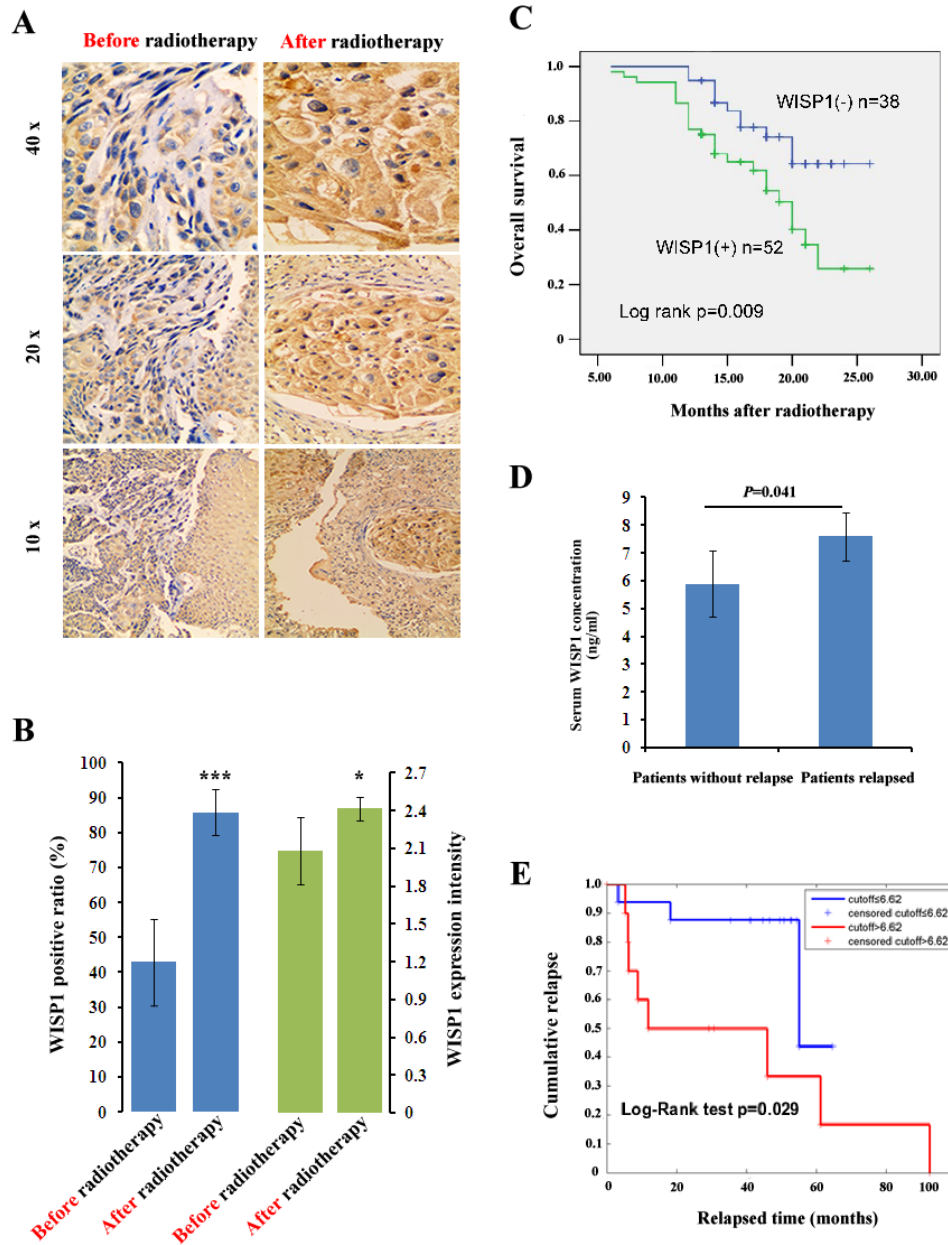 A
Before radiotherapy
After radiotherapy
40 x
20 x
10 x
B
WISP1 positive ratio (%)
100
90
80
70
60
50
40
30
20
10
0
***
*
2.7
2.4
2.1
1.8
1.5
1.2
0.9
0.6
0.3
0
WISP1 expression intensity
Before radiotherapy
After radiotherapy
Before radiotherapy
After radiotherapy
C
Overall survival
1.0
0.8
0.6
0.4
0.2
0
WISP1(-) n=38
WISP1(+) n=52
Log rank p=0.009
5.00 10.00 14.00 20.00 25.00 30.00
Months after radiotherapy
D
P=0.041
Serum WISP1 concentration
(ng/ml)
9
8
7
6
5
4
3
2
1
0
Patients without relapse
Patients relapsed
E
Cumulative relapse
1.0
0.9
0.8
0.7
0.6
0.5
0.4
0.3
0.2
0.1
0
cutoff≤6.62
censored cutoff≤6.62
cutoff>6.62
censored cutoff>6.62
Log-Rank test p=0.029
0 20 40 60 80 100
Relapsed time (months)